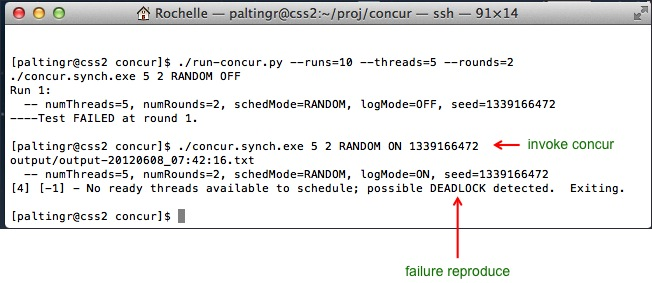 Rochelle — paltingr@css2:~/proj/concur — ssh — 91×14
[paltingr@css2 concur]$ ./run-concur.py --runs=10 --threads=5 --rounds=2
./concur.synch.exe 5 2 RANDOM OFF
Run 1:
-- numThreads=5, numRounds=2, schedMode=RANDOM, logMode=OFF, seed=1339166472
----Test FAILED at round 1.
[paltingr@css2 concur]$ ./concur.synch.exe 5 2 RANDOM ON 1339166472
invoke concur
output/output-20120608_07:42:16.txt
-- numThreads=5, numRounds=2, schedMode=RANDOM, logMode=ON, seed=1339166472
[4] [-1] - No ready threads available to schedule; possible DEADLOCK detected.  Exiting.
[paltingr@css2 concur]$
failure reproduce